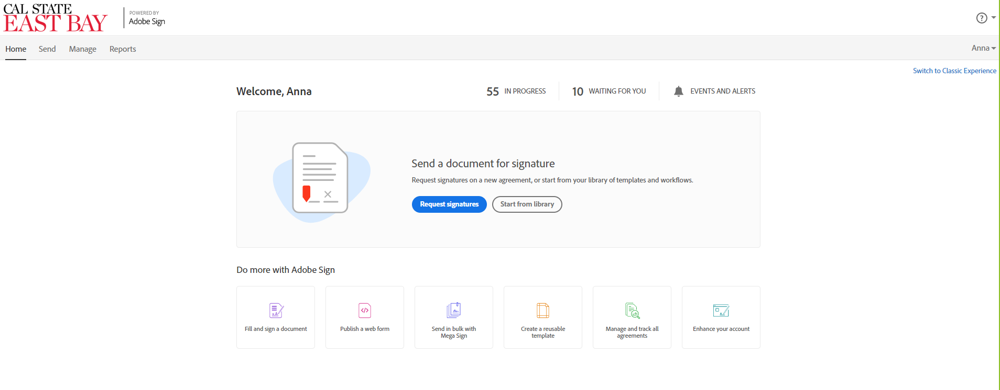 CAL STATE
EAST BAY
POWERED BY
Adobe Sign
?
Home Send Manage Reports
Anna
Switch to Classic Experience
Welcome, Anna
55 IN PROGRESS
10 WAITING FOR YOU
EVENTS AND ALERTS
Send a document for signature
Request signatures on a new agreement, or start from your library of templates and workflows.
Request signatures
Start from library
Do more with Adobe Sign
Fill and sign a document
</>
Publish a web form
Send in bulk with
Mega Sign
Create a reusable
template
Manage and track all
agreements
Enhance your account